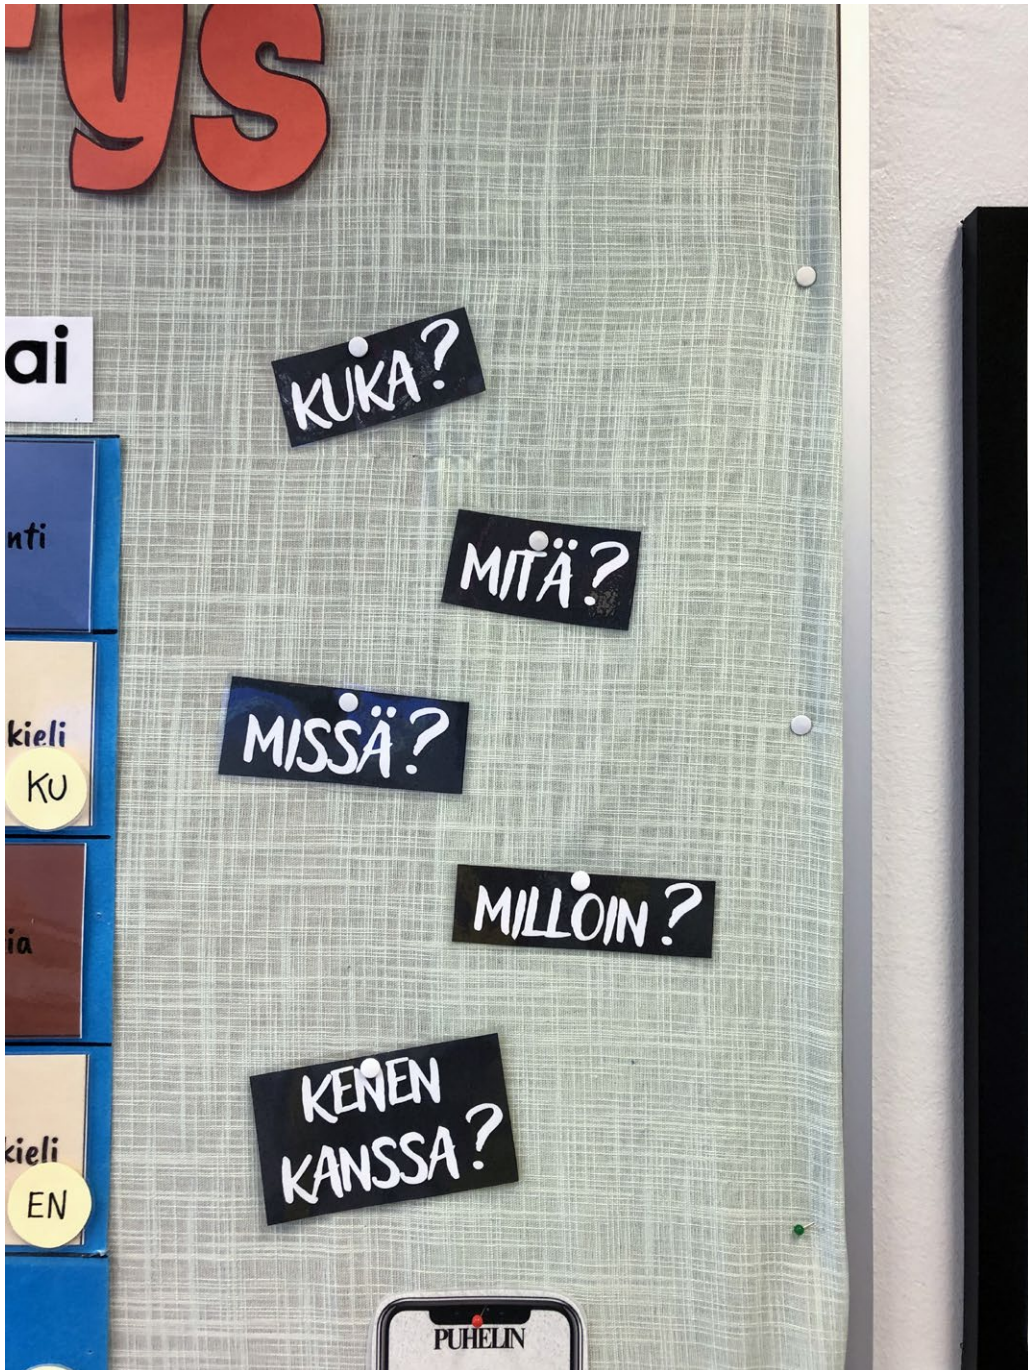 ys
ai
KUKA?
nti
MITÄ?
kieli
KU
MISSÄ?
ia
MILLOIN?
KENEN
KANSSA?
kieli
EN
PUHELIN